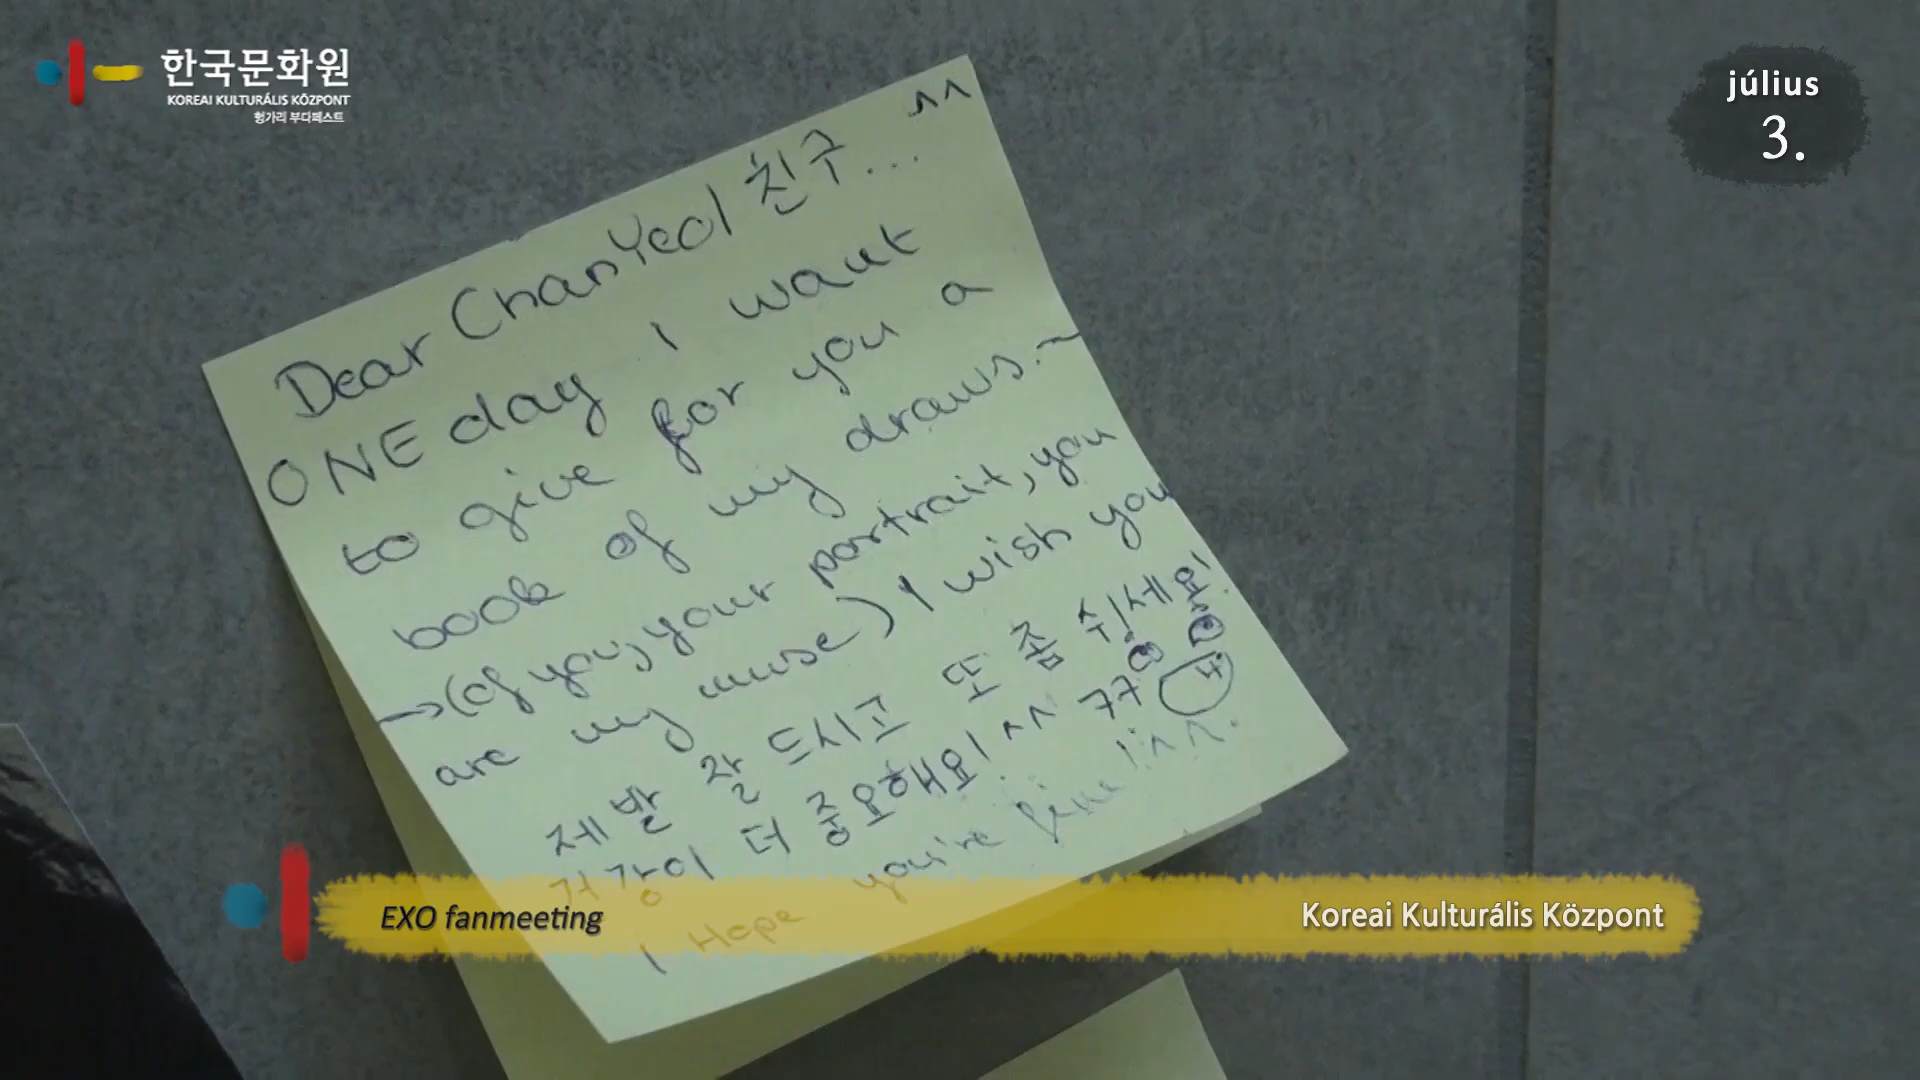 한국문화원
KOREAI KULTURÁLIS KÖZPONT
헝가리 부다페스트
július
3.
^^
Dear ChanYeol 친구...
ONE day I want
to give for you a
book of my draws.~
→(of you, your portrait, you
are my muse) I wish you
제발 잘 드시고 또 좀 쉬세요!
거강이 더 중요해요! ^^ ㅋㅋ
I Hope you're fine! ^^.
EXO fanmeeting
Koreai Kulturális Központ